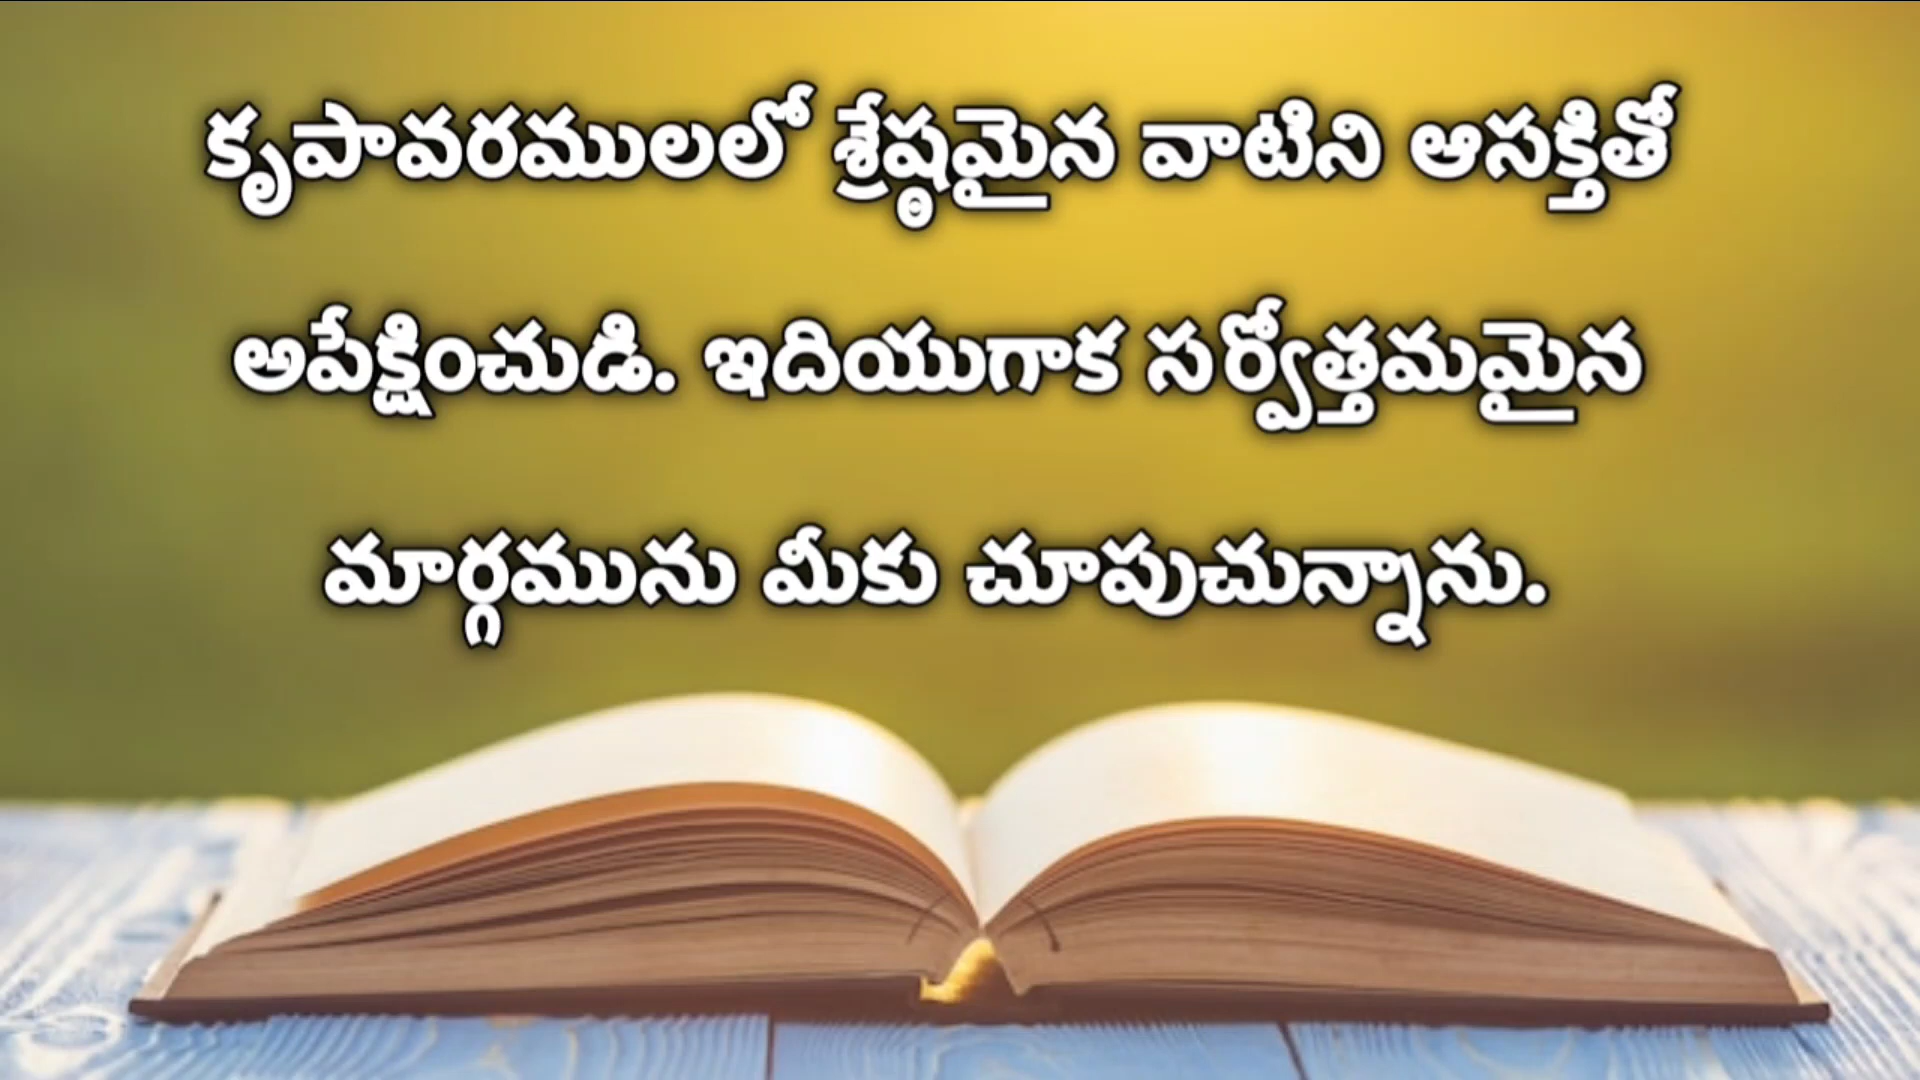 కృపావరములలో శ్రేష్ఠమైన వాటిని ఆసక్తితో
అపేక్షించుడి. ఇదియుగాక సర్వోత్తమమైన
మార్గమును మీకు చూపుచున్నాను.